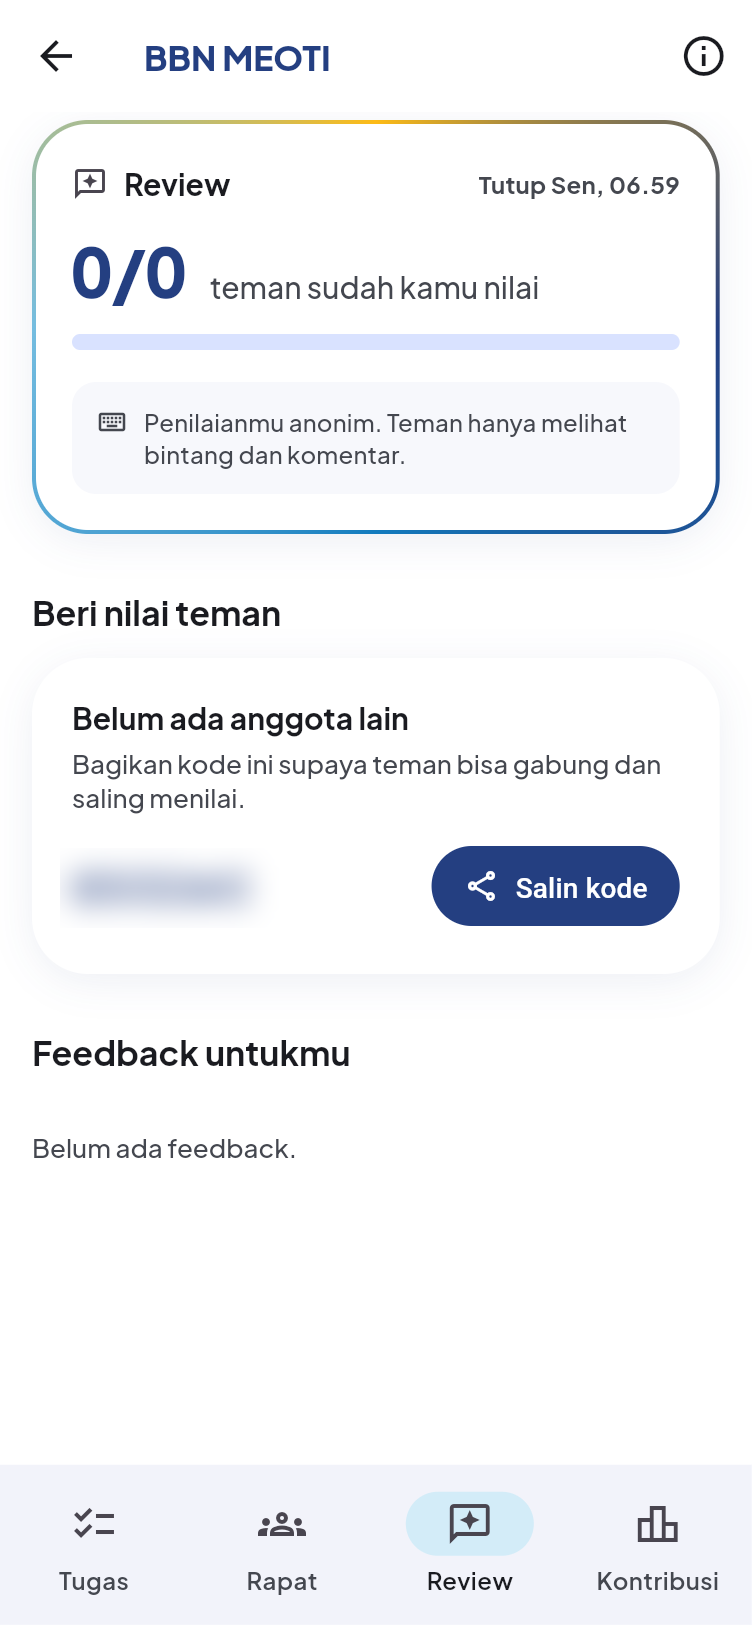 BBN MEOTI
Review
Tutup Sen, 06.59
0/0 teman sudah kamu nilai
Penilaianmu anonim. Teman hanya melihat
bintang dan komentar.
Beri nilai teman
Belum ada anggota lain
Bagikan kode ini supaya teman bisa gabung dan
saling menilai.
Salin kode
Feedback untukmu
Belum ada feedback.
Tugas
Rapat
Review
Kontribusi